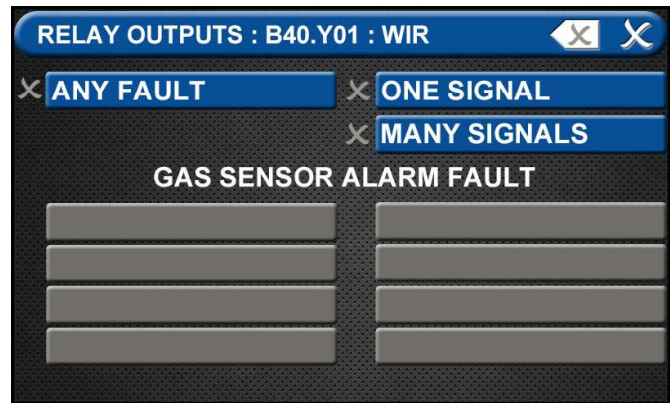 RELAY OUTPUTS : B40.Y01 : WIR
ANY FAULT
ONE SIGNAL
MANY SIGNALS
GAS SENSOR ALARM FAULT